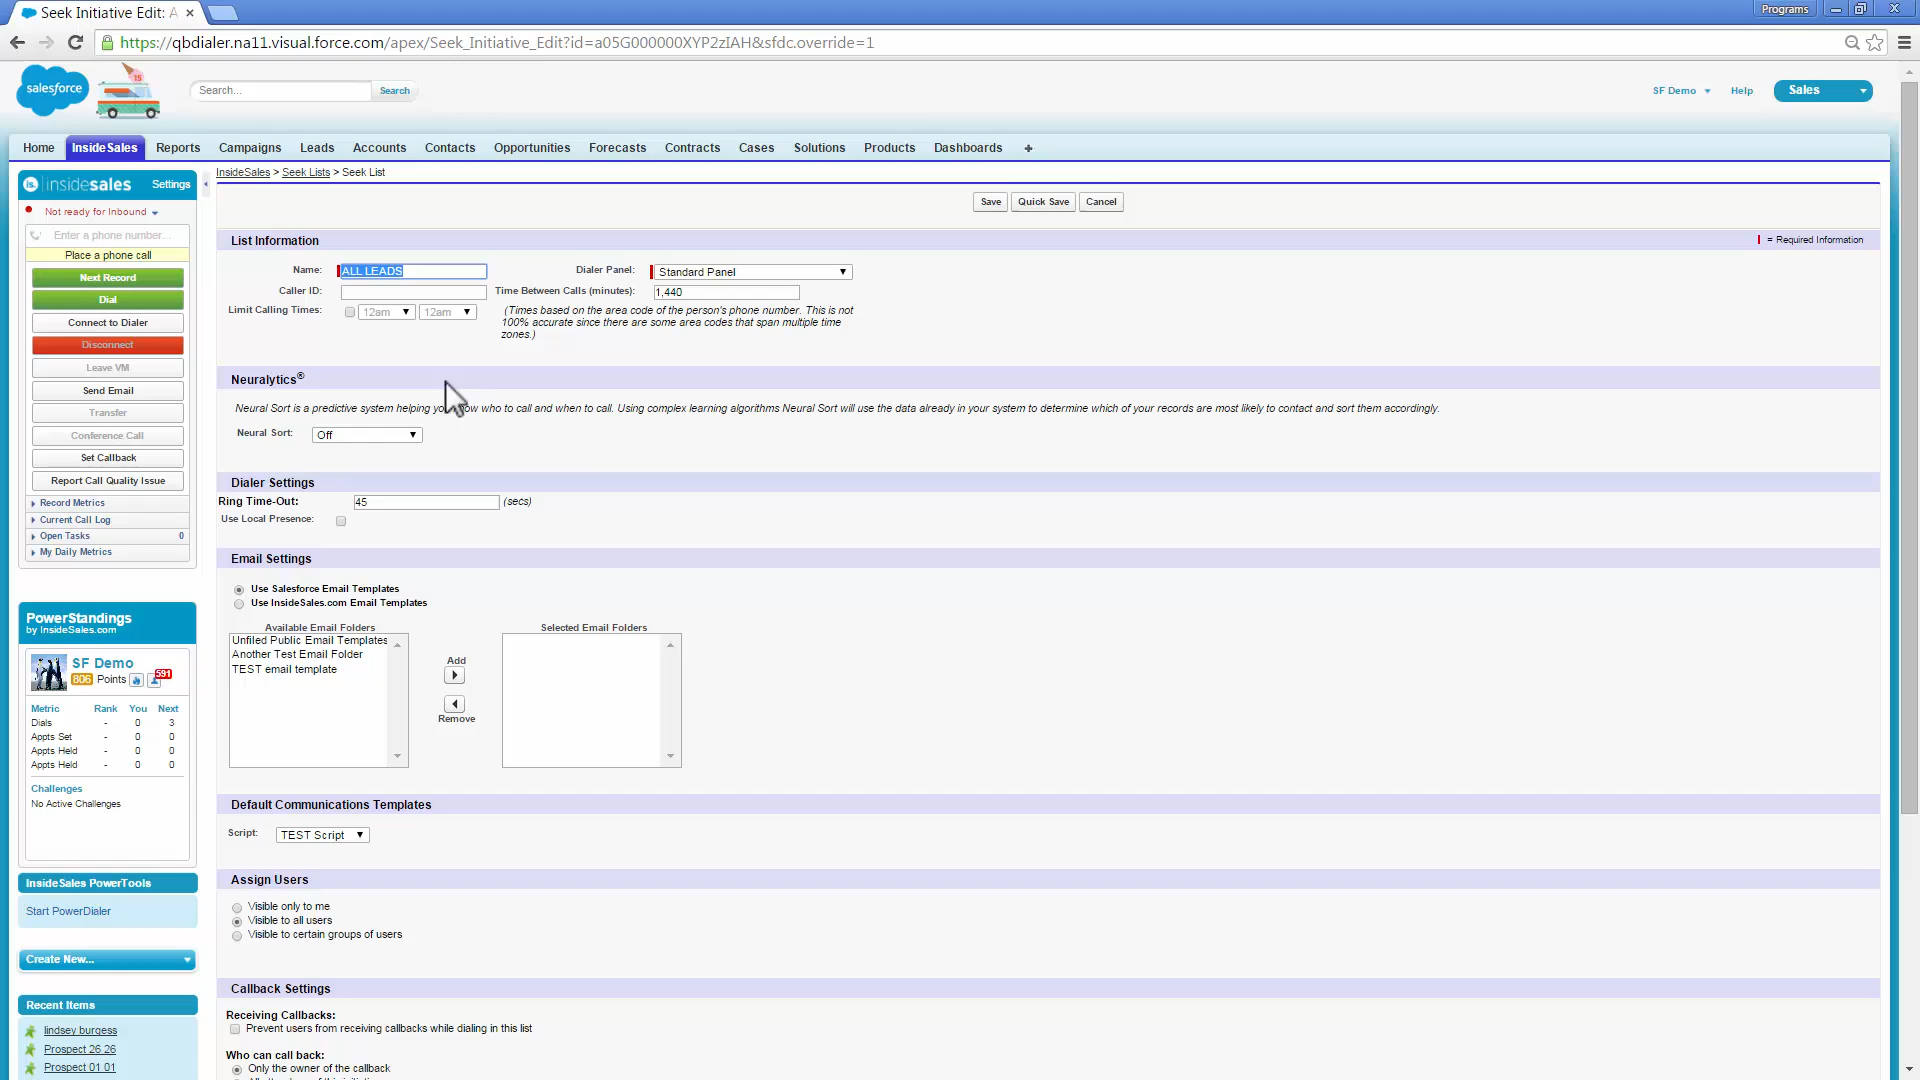 Seek Initiative Edit: A
Programs
https://qbdialer.na11.visual.force.com/apex/Seek_Initiative_Edit?id=a05G000000XYP2zIAH&sfdc.override=1
salesforce
15
Search...
Search
SF Demo
Help
Sales
Home
InsideSales
Reports
Campaigns
Leads
Accounts
Contacts
Opportunities
Forecasts
Contracts
Cases
Solutions
Products
Dashboards
+
is. insidesales
Settings
Not ready for Inbound
Enter a phone number...
Place a phone call
Next Record
Dial
Connect to Dialer
Disconnect
Leave VM
Send Email
Transfer
Conference Call
Set Callback
Report Call Quality Issue
Record Metrics
Current Call Log
Open Tasks 0
My Daily Metrics
PowerStandings
by InsideSales.com
SF Demo
806 Points
591
Metric Rank You Next
Dials - 0 3
Appts Set - 0 0
Appts Held - 0 0
Appts Held - 0 0
Challenges
No Active Challenges
InsideSales PowerTools
Start PowerDialer
Create New...
Recent Items
lindsey burgess
Prospect 26 26
Prospect 01 01
InsideSales > Seek Lists > Seek List
Save
Quick Save
Cancel
List Information
= Required Information
Name: ALL LEADS
Dialer Panel: Standard Panel
Caller ID:
Time Between Calls (minutes): 1,440
Limit Calling Times: 12am 12am
(Times based on the area code of the person's phone number. This is not
100% accurate since there are some area codes that span multiple time
zones.)
Neuralytics®
Neural Sort is a predictive system helping who to call and when to call. Using complex learning algorithms Neural Sort will use the data already in your system to determine which of your records are most likely to contact and sort them accordingly.
Neural Sort: Off
Dialer Settings
Ring Time-Out: 45 (secs)
Use Local Presence:
Email Settings
Use Salesforce Email Templates
Use InsideSales.com Email Templates
Available Email Folders
Unfiled Public Email Templates
Another Test Email Folder
TEST email template
Add
Remove
Selected Email Folders
Default Communications Templates
Script: TEST Script
Assign Users
Visible only to me
Visible to all users
Visible to certain groups of users
Callback Settings
Receiving Callbacks:
Prevent users from receiving callbacks while dialing in this list
Who can call back:
Only the owner of the callback